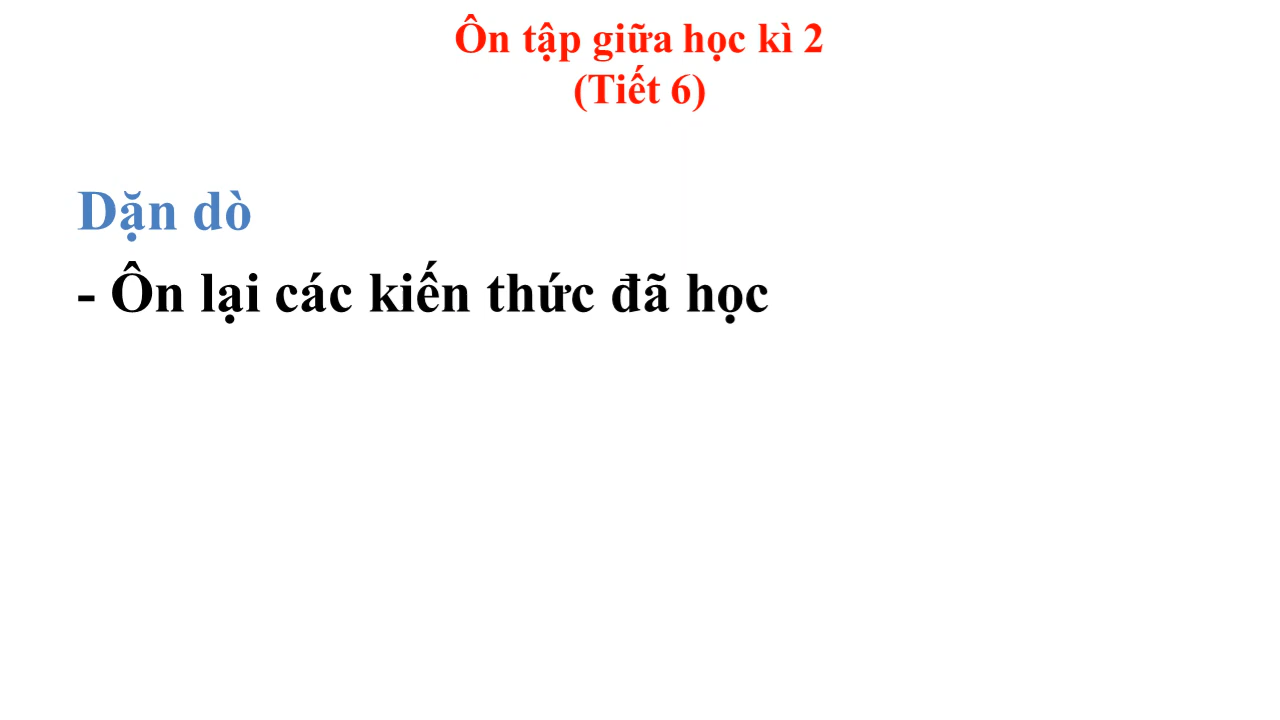 Ôn tập giữa học kì 2
(Tiết 6)
Dặn dò
- Ôn lại các kiến thức đã học